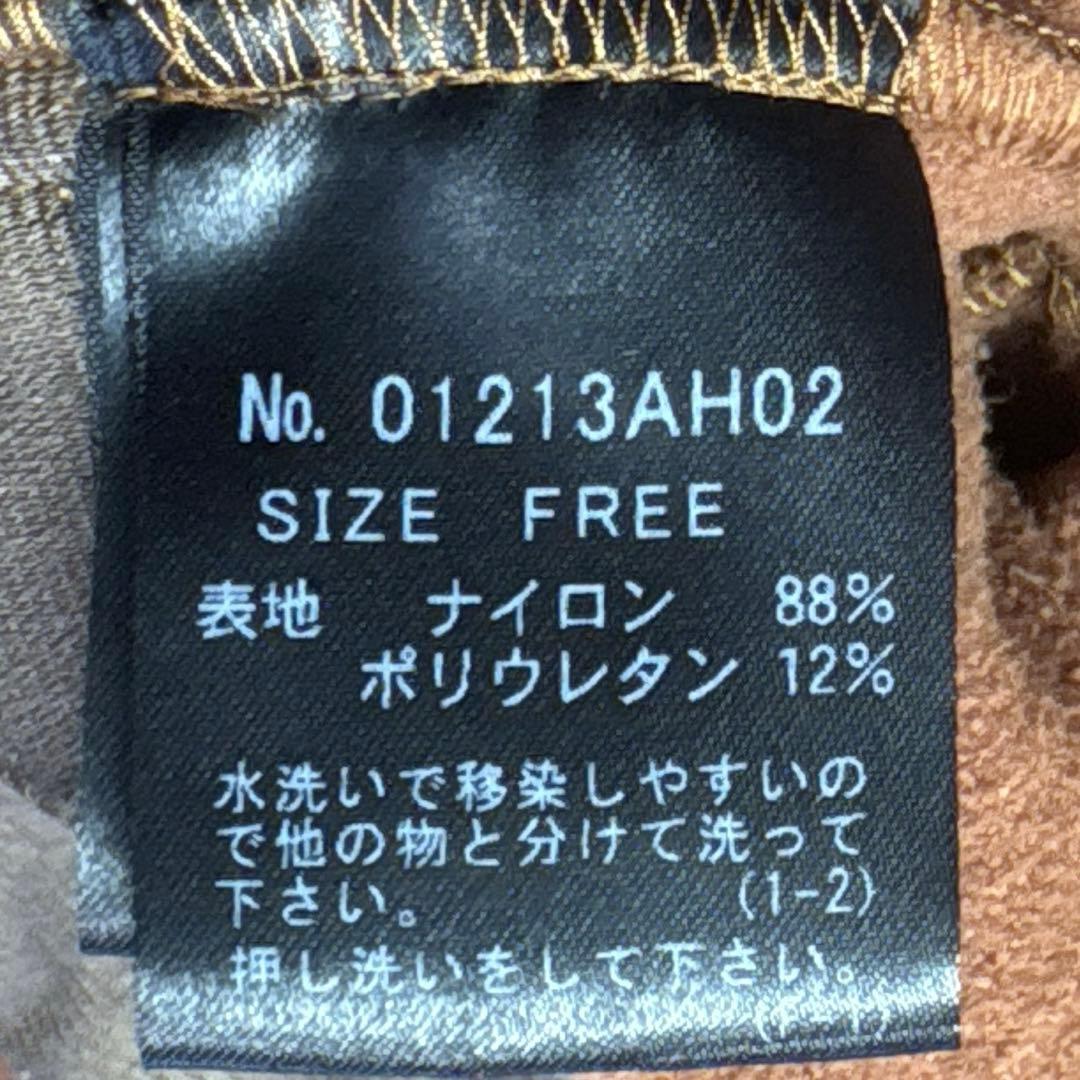 No. 01213AH02
SIZE FREE
表地 ナイロン 88%
ポリウレタン 12%
水洗いで移染しやすいの
で他の物と分けて洗って
下さい。 (1-2)
押し洗いをして下さい。